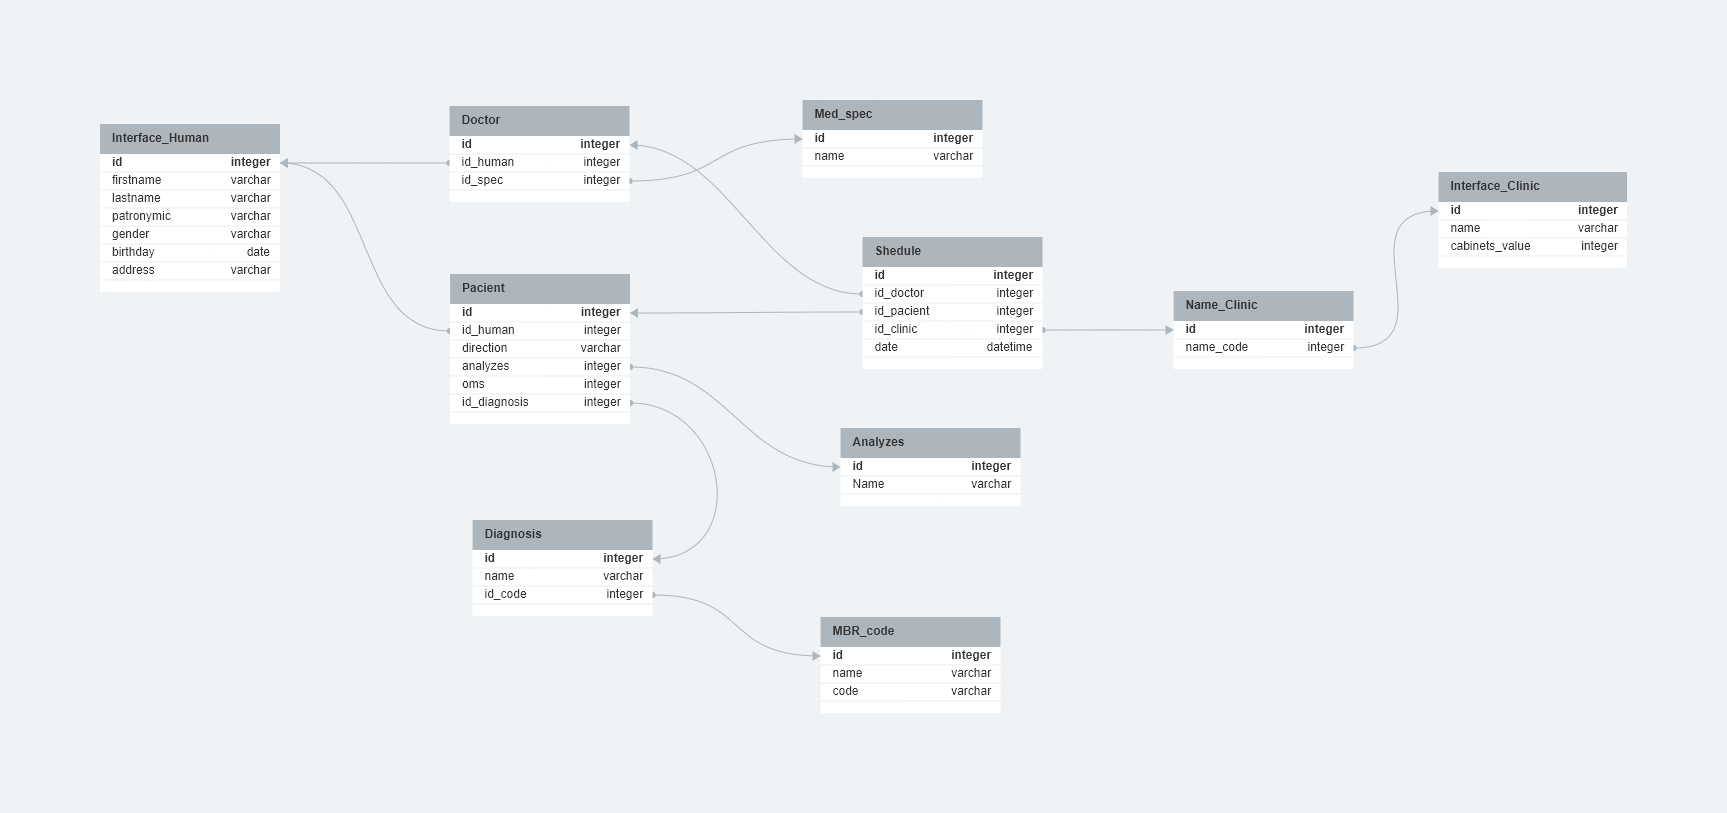 Interface_Human
id integer
firstname varchar
lastname varchar
patronymic varchar
gender varchar
birthday date
address varchar
Doctor
id integer
id_human integer
id_spec integer
Pacient
id integer
id_human integer
direction varchar
analyzes integer
oms integer
id_diagnosis integer
Diagnosis
id integer
name varchar
id_code integer
Med_spec
id integer
name varchar
Shedule
id integer
id_doctor integer
id_pacient integer
id_clinic integer
date datetime
Analyzes
id integer
Name varchar
MBR_code
id integer
name varchar
code varchar
Name_Clinic
id integer
name_code integer
Interface_Clinic
id integer
name varchar
cabinets_value integer